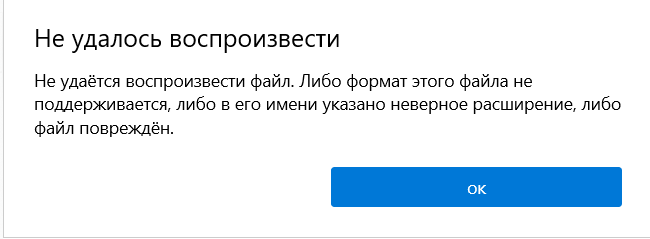 Не удалось воспроизвести
Не удаётся воспроизвести файл. Либо формат этого файла не
поддерживается, либо в его имени указано неверное расширение, либо
файл повреждён.
ОК